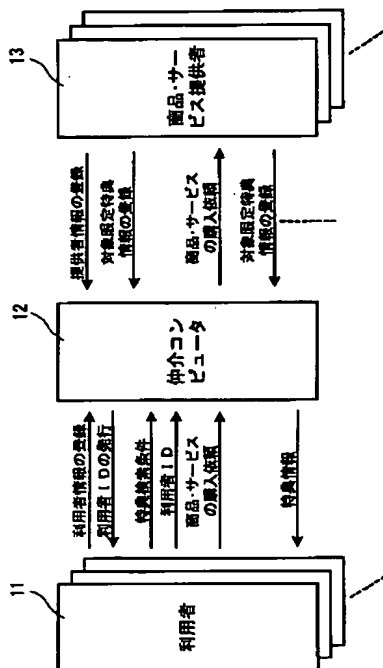 11
利用者
利用者情報の登録
利用者IDの発行
特典検索条件
利用者ID
商品・サービス
の購入依頼
特典情報
12
仲介コン
ピュータ
提供者情報の登録
対象限定特典
情報の登録
商品・サービス
の購入依頼
対象限定特典
情報の登録
13
商品・サー
ビス提供者